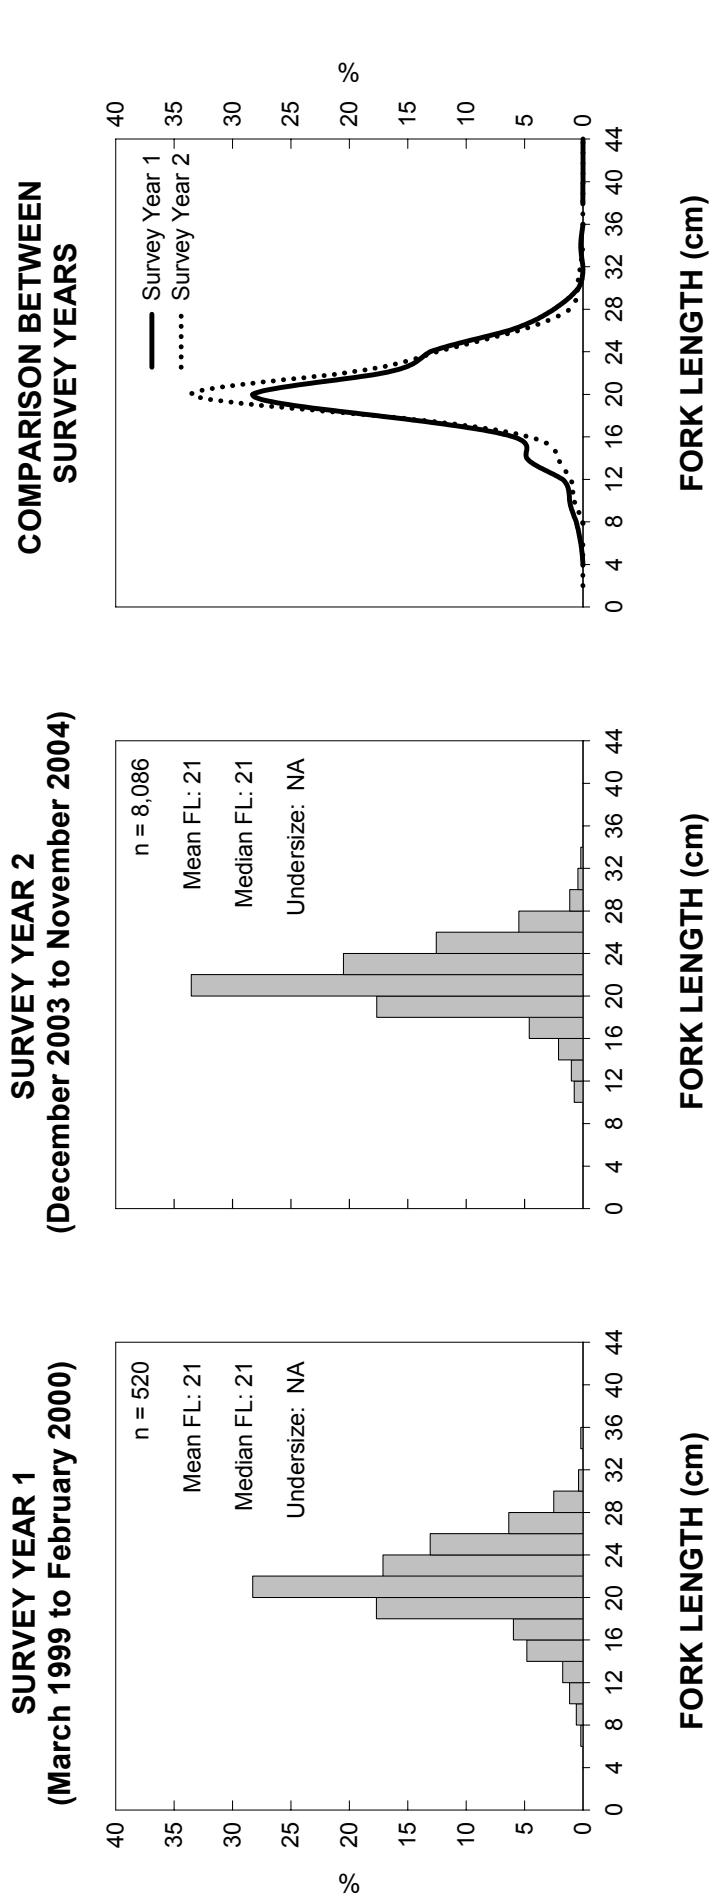 SURVEY YEAR 1
(March 1999 to February 2000)
40
35
30
25
20
15
10
5
0
%
n = 520
Mean FL: 21
Median FL: 21
Undersize: NA
0 4 8 12 16 20 24 28 32 36 40 44
FORK LENGTH (cm)
SURVEY YEAR 2
(December 2003 to November 2004)
n = 8,086
Mean FL: 21
Median FL: 21
Undersize: NA
0 4 8 12 16 20 24 28 32 36 40 44
FORK LENGTH (cm)
COMPARISON BETWEEN
SURVEY YEARS
Survey Year 1
Survey Year 2
40
35
30
25
20
15
10
5
0
%
0 4 8 12 16 20 24 28 32 36 40 44
FORK LENGTH (cm)